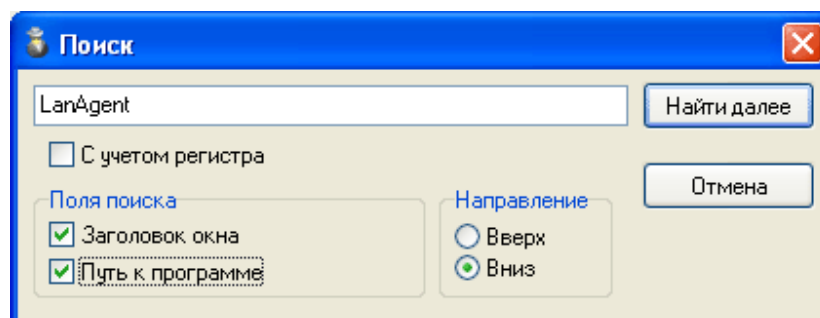 Поиск
LanAgent
Найти далее
С учетом регистра
Отмена
Поля поиска
Заголовок окна
Путь к программе
Направление
Вверх
Вниз